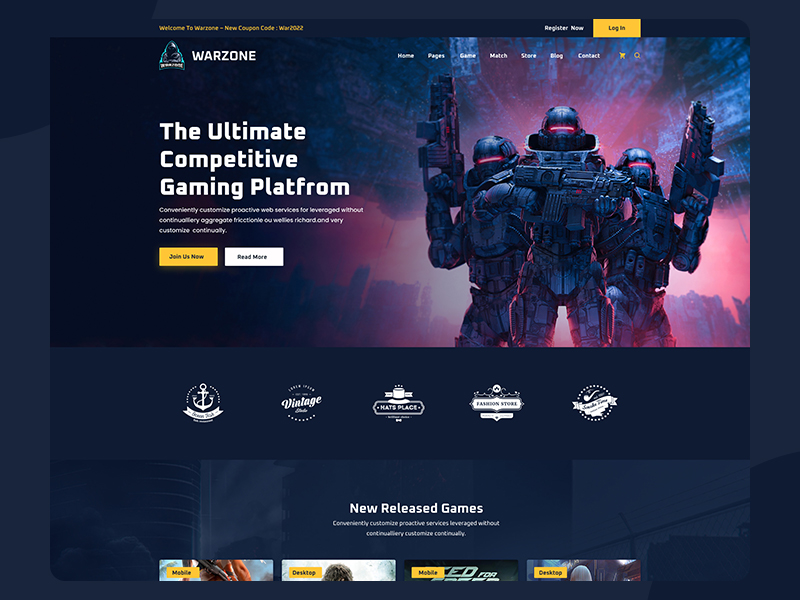 Welcome To Warzone – New Coupon Code : War2022
Register Now
Log In
WARZONE
Home
Pages
Game
Match
Store
Blog
Contact
The Ultimate
Competitive
Gaming Platfrom
Conveniently customize proactive web services for leveraged without
continualliery aggregate fricctionle ou wellies richard.and very
customize continually.
Join Us Now
Read More
LOREM IPSUM
Vintage
Studio
HATS PLACE
FASHION STORE
New Released Games
Conveniently customize proactive services leveraged without
continualliery customize continually.
Mobile
Desktop
Mobile
Desktop